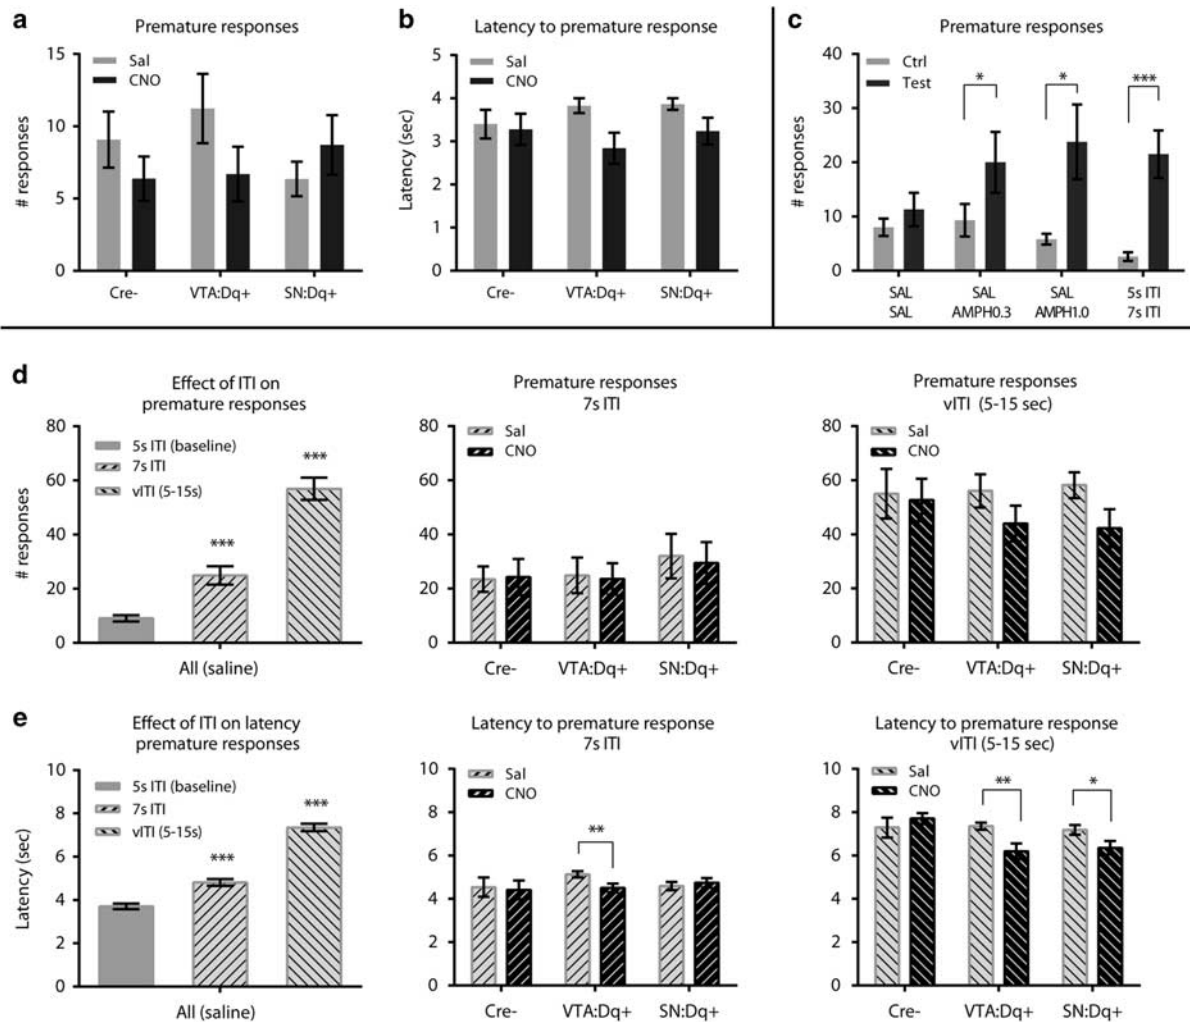 a
Premature responses
15
10
5
0
# responses
Sal
CNO
Cre-
VTA:Dq+
SN:Dq+
b
Latency to premature response
5
4
3
2
1
0
Latency (sec)
Sal
CNO
Cre-
VTA:Dq+
SN:Dq+
c
Premature responses
40
30
20
10
0
# responses
Ctrl
Test
*
*
***
SAL SAL SAL 5s ITI
SAL AMPH0.3 AMPH1.0 7s ITI
d
Effect of ITI on
premature responses
80
60
40
20
0
# responses
5s ITI (baseline)
7s ITI
vITI (5-15s)
***
***
All (saline)
Premature responses
7s ITI
80
60
40
20
0
Sal
CNO
Cre-
VTA:Dq+
SN:Dq+
Premature responses
vITI (5-15 sec)
80
60
40
20
0
Sal
CNO
Cre-
VTA:Dq+
SN:Dq+
e
Effect of ITI on latency
premature responses
10
8
6
4
2
0
Latency (sec)
5s ITI (baseline)
7s ITI
vITI (5-15s)
***
***
All (saline)
Latency to premature response
7s ITI
10
8
6
4
2
0
Sal
CNO
**
Cre-
VTA:Dq+
SN:Dq+
Latency to premature response
vITI (5-15 sec)
10
8
6
4
2
0
Sal
CNO
**
*
Cre-
VTA:Dq+
SN:Dq+